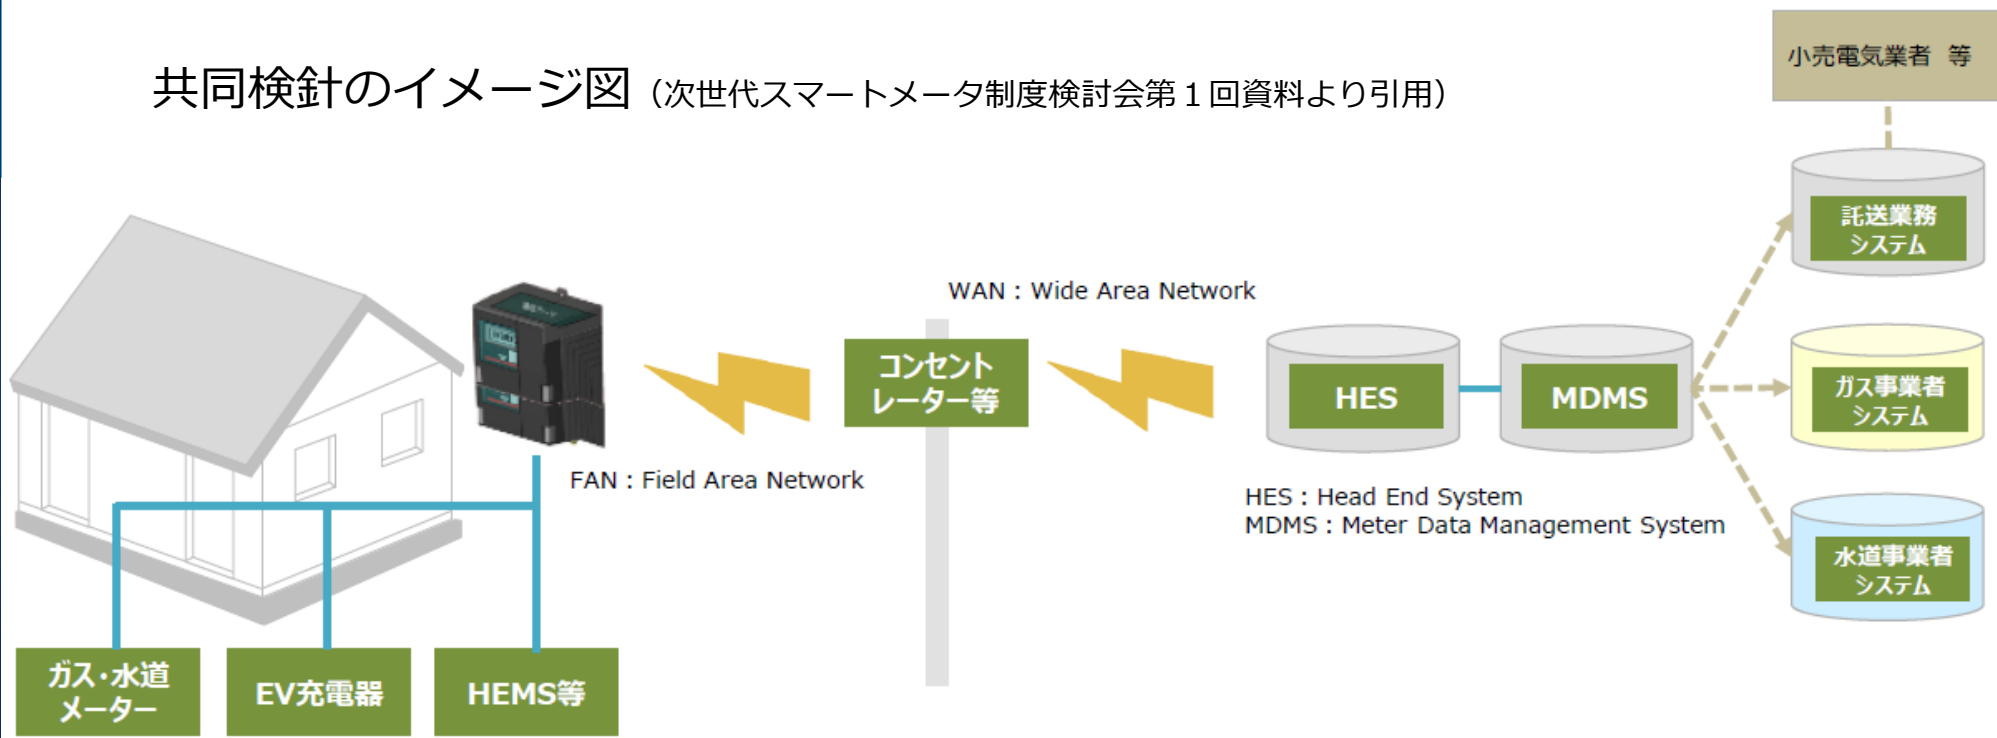 共同検針のイメージ図（次世代スマートメータ制度検討会第１回資料より引用）
小売電気業者 等
託送業務
システム
WAN：Wide Area Network
コンセント
レーター等
HES
MDMS
ガス事業者
システム
FAN：Field Area Network
HES：Head End System
MDMS：Meter Data Management System
水道事業者
システム
ガス・水道
メーター
EV充電器
HEMS等